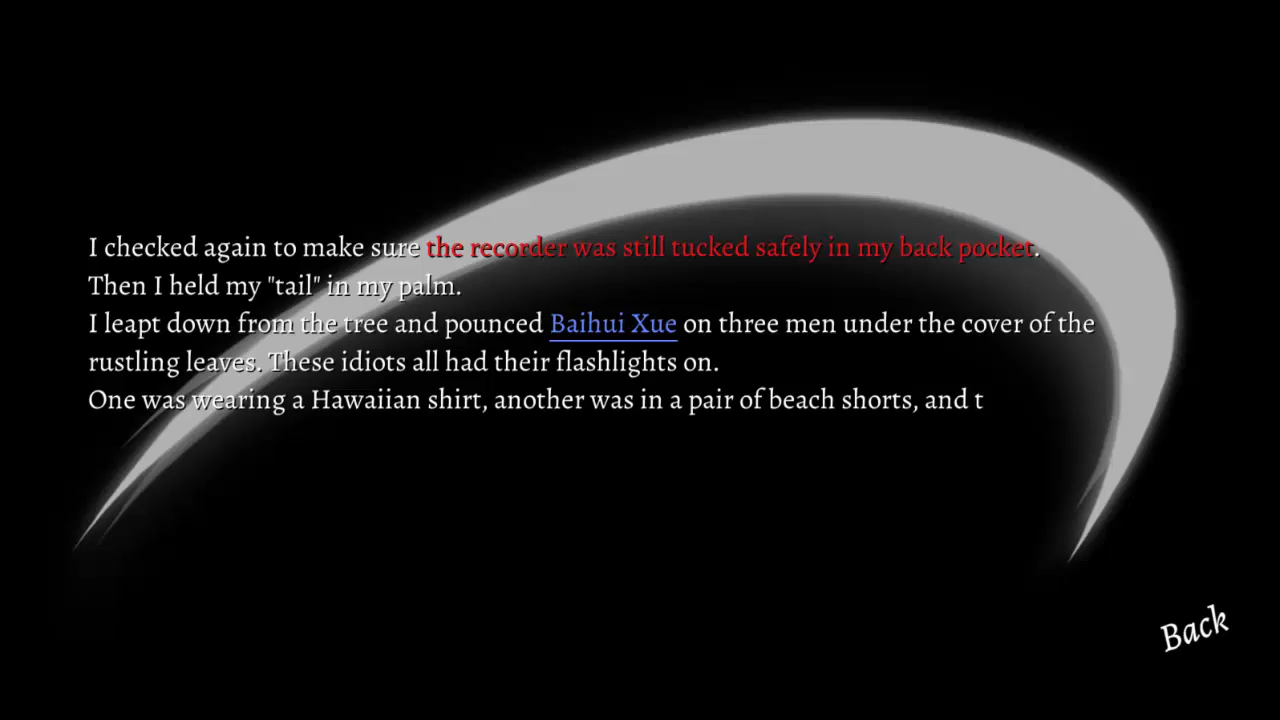 I checked again to make sure the recorder was still tucked safely in my back pocket.
Then I held my "tail" in my palm.
I leapt down from the tree and pounced Baihui Xue on three men under the cover of the
rustling leaves. These idiots all had their flashlights on.
One was wearing a Hawaiian shirt, another was in a pair of beach shorts, and t
Back